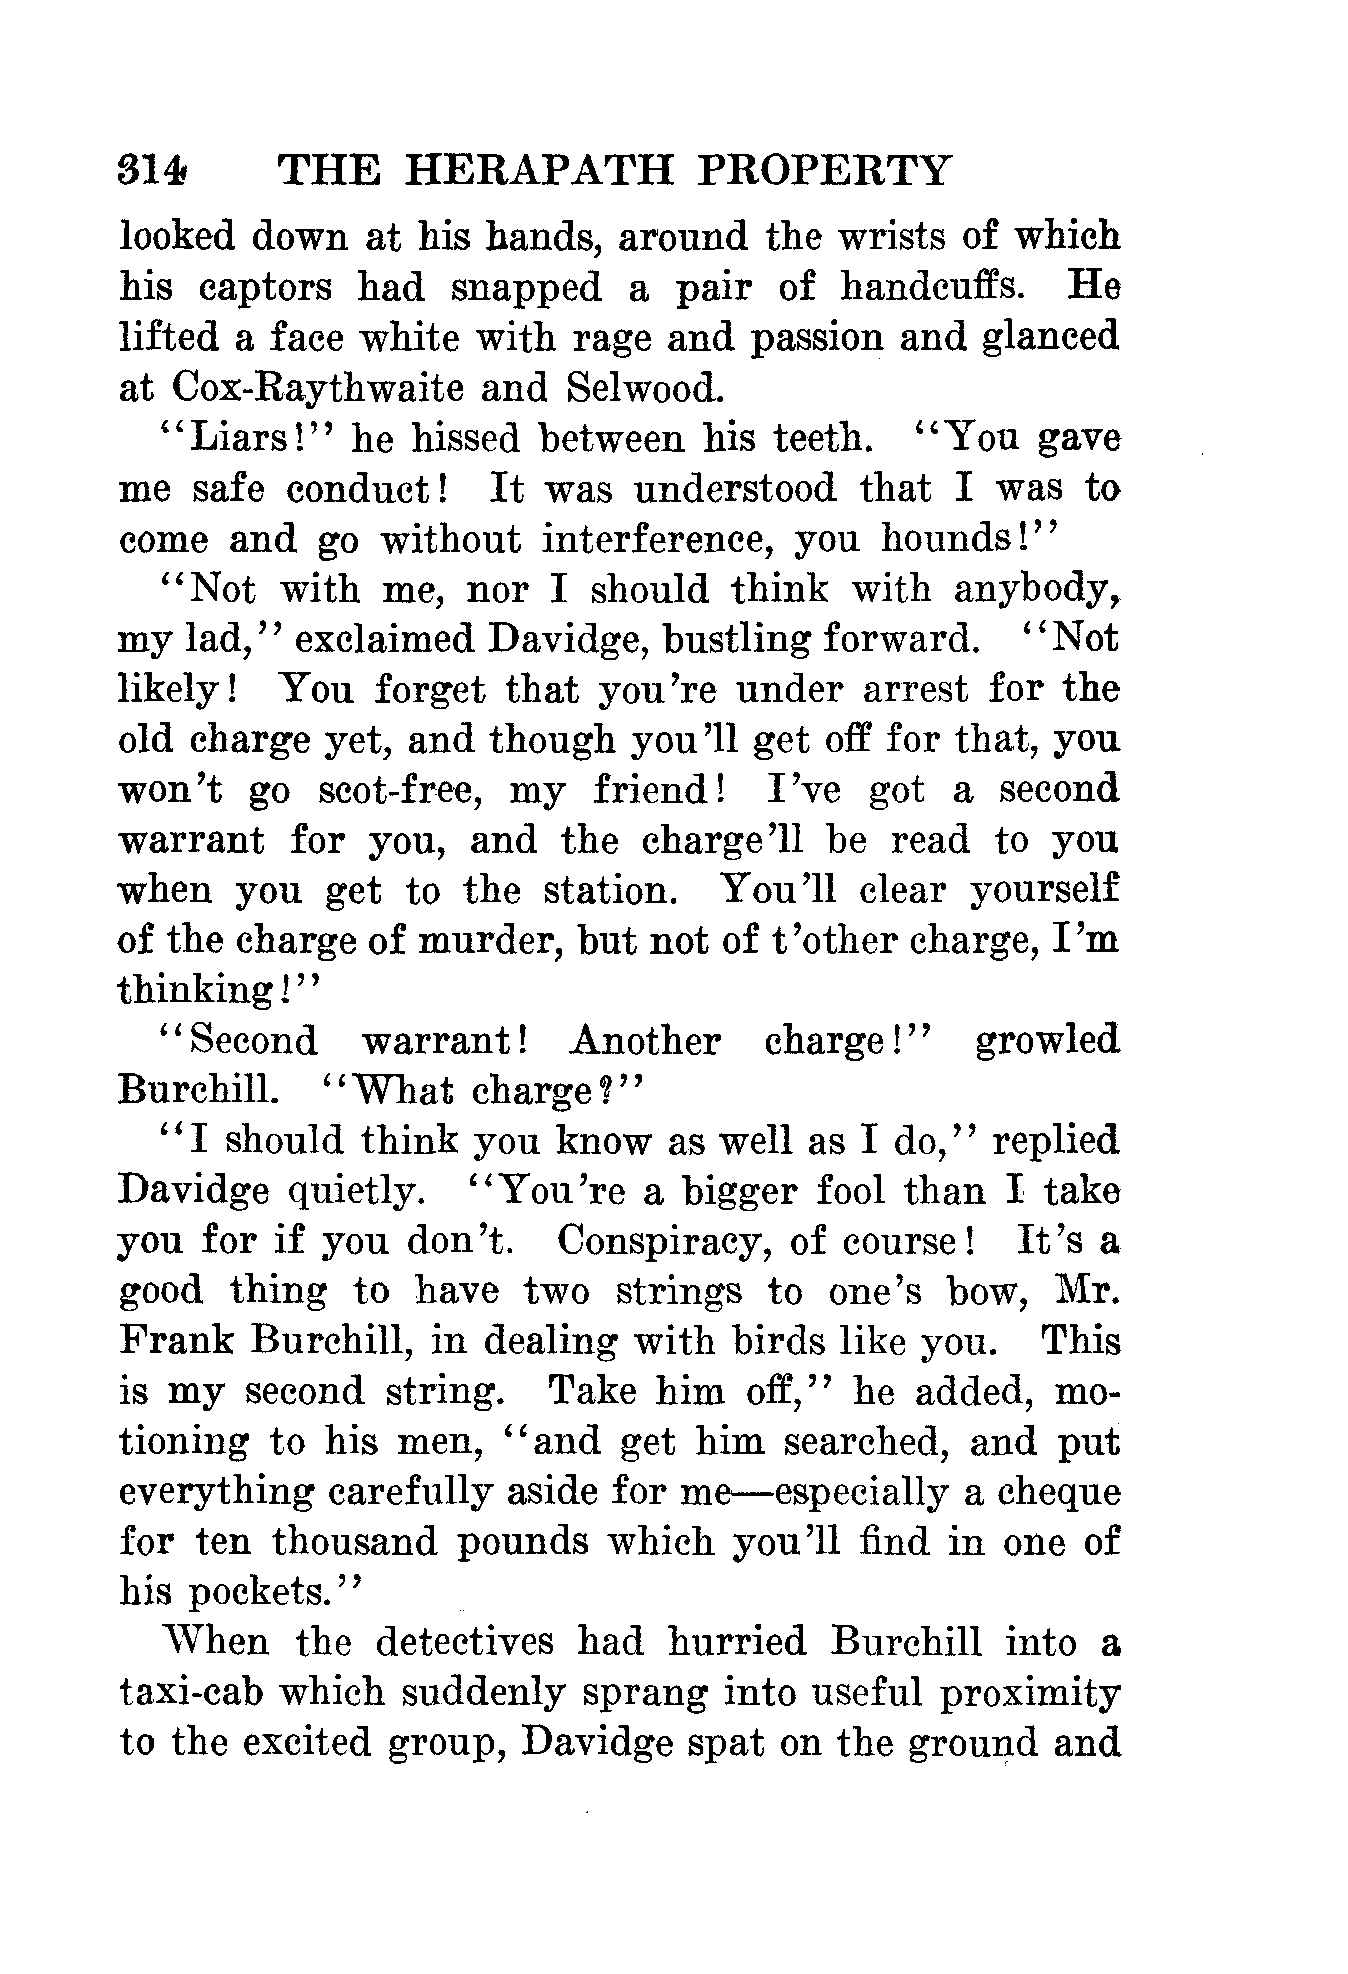 314 THE HERAPATH PROPERTY
looked down at his hands, around the wrists of which
his captors had snapped a pair of handcuffs. He
lifted a face white with rage and passion and glanced
at Cox-Raythwaite and Selwood.
"Liars!" he hissed between his teeth. "You gave
me safe conduct! It was understood that I was to
come and go without interference, you hounds!"
"Not with me, nor I should think with anybody,
my lad," exclaimed Davidge, bustling forward. "Not
likely! You forget that you're under arrest for the
old charge yet, and though you'll get off for that, you
won't go scot-free, my friend! I've got a second
warrant for you, and the charge'll be read to you
when you get to the station. You'll clear yourself
of the charge of murder, but not of t'other charge, I'm
thinking!"
"Second warrant! Another charge!" growled
Burchill. "What charge?"
"I should think you know as well as I do," replied
Davidge quietly. "You're a bigger fool than I take
you for if you don't. Conspiracy, of course! It's a
good thing to have two strings to one's bow, Mr.
Frank Burchill, in dealing with birds like you. This
is my second string. Take him off," he added, mo-
tioning to his men, "and get him searched, and put
everything carefully aside for me—especially a cheque
for ten thousand pounds which you'll find in one of
his pockets."
When the detectives had hurried Burchill into a
taxi-cab which suddenly sprang into useful proximity
to the excited group, Davidge spat on the ground and